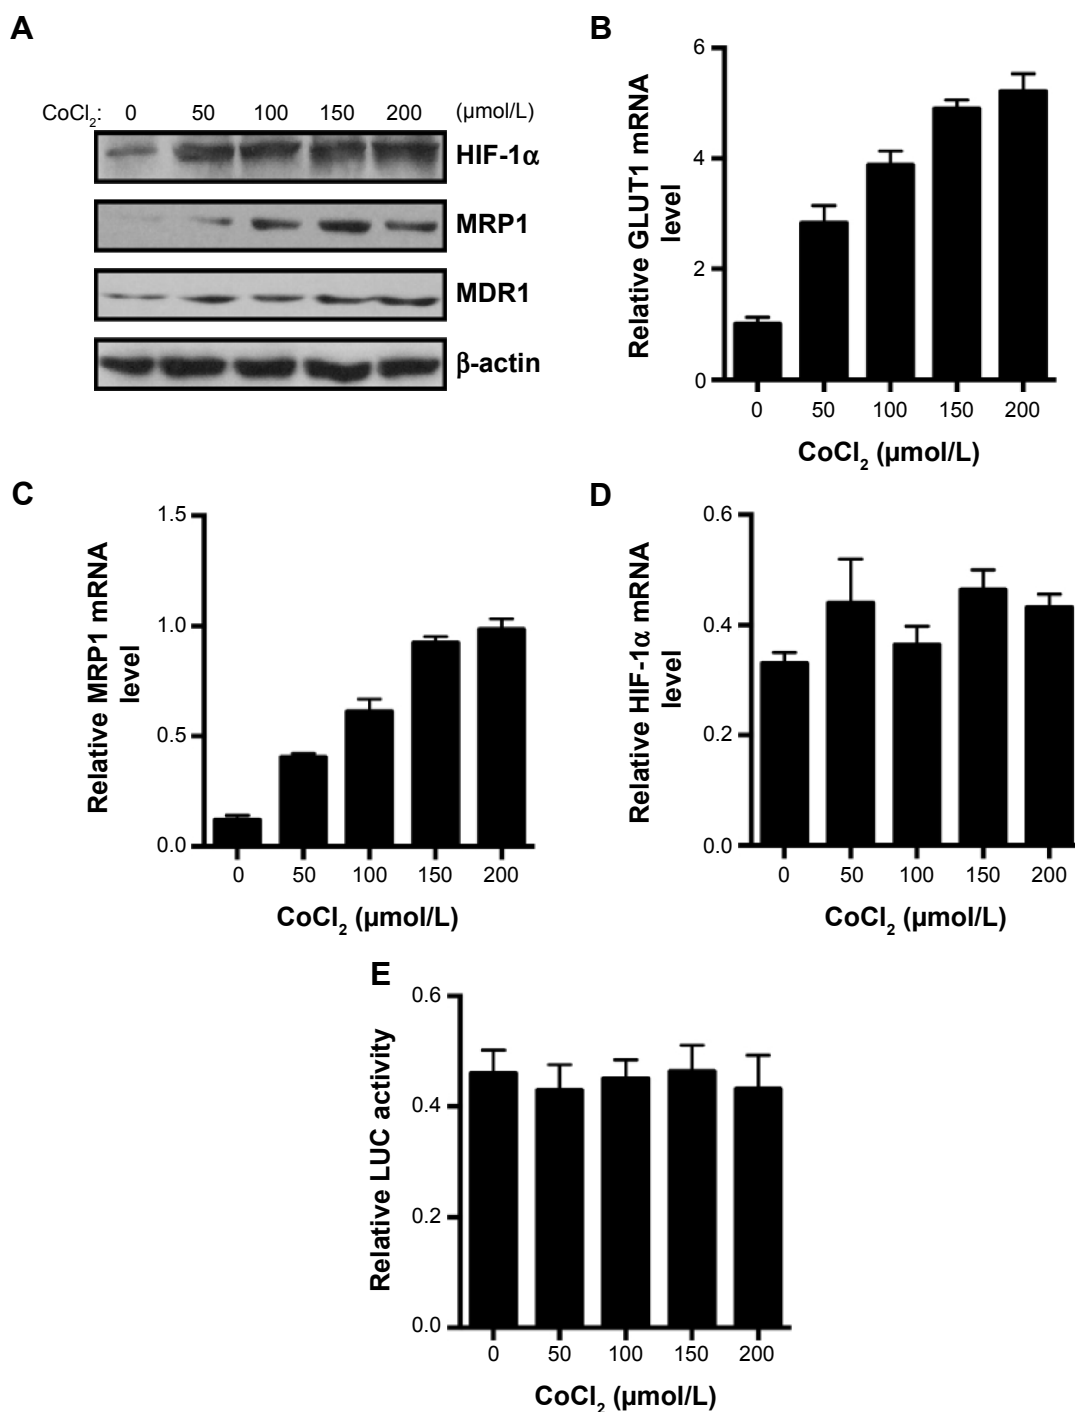 A
CoCl2: 0 50 100 150 200 (µmol/L)
HIF-1α
MRP1
MDR1
β-actin
B
Relative GLUT1 mRNA
level
6
4
2
0
0 50 100 150 200
CoCl2 (µmol/L)
C
Relative MRP1 mRNA
level
1.5
1.0
0.5
0.0
0 50 100 150 200
CoCl2 (µmol/L)
D
Relative HIF-1α mRNA
level
0.6
0.4
0.2
0.0
0 50 100 150 200
CoCl2 (µmol/L)
E
Relative LUC activity
0.6
0.4
0.2
0.0
0 50 100 150 200
CoCl2 (µmol/L)